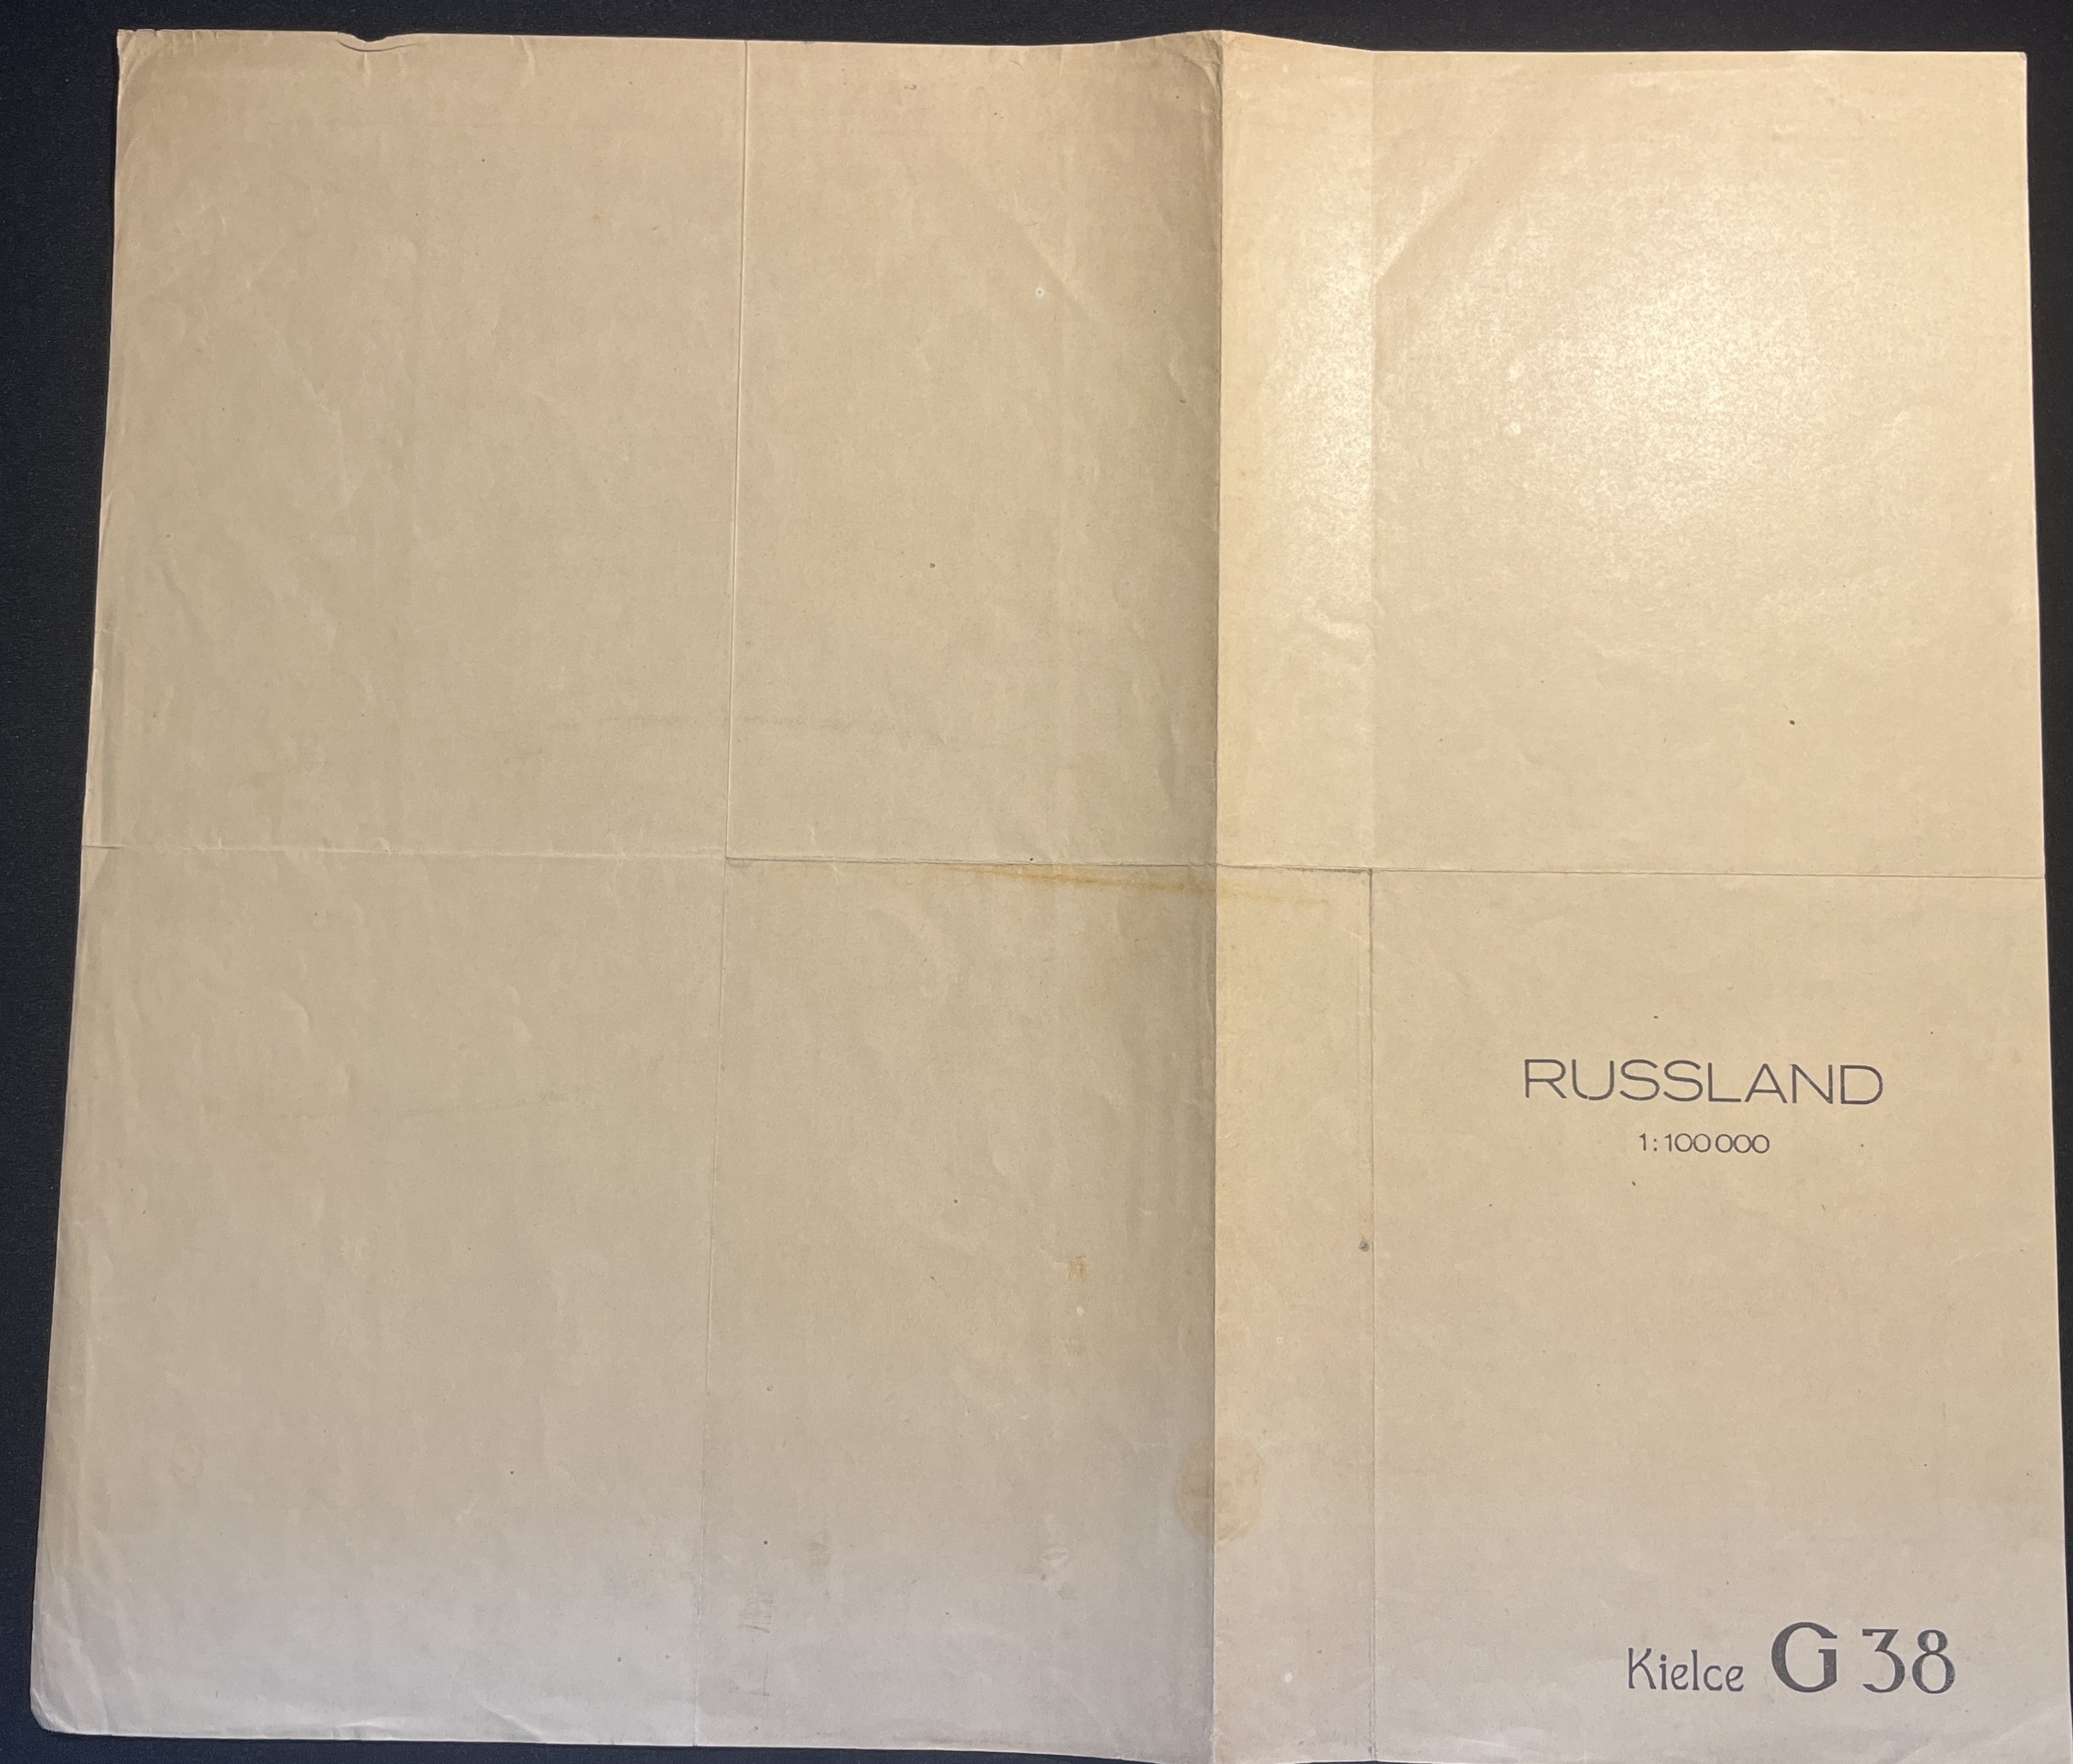 RUSSLAND
1:100000
Kielce G 38